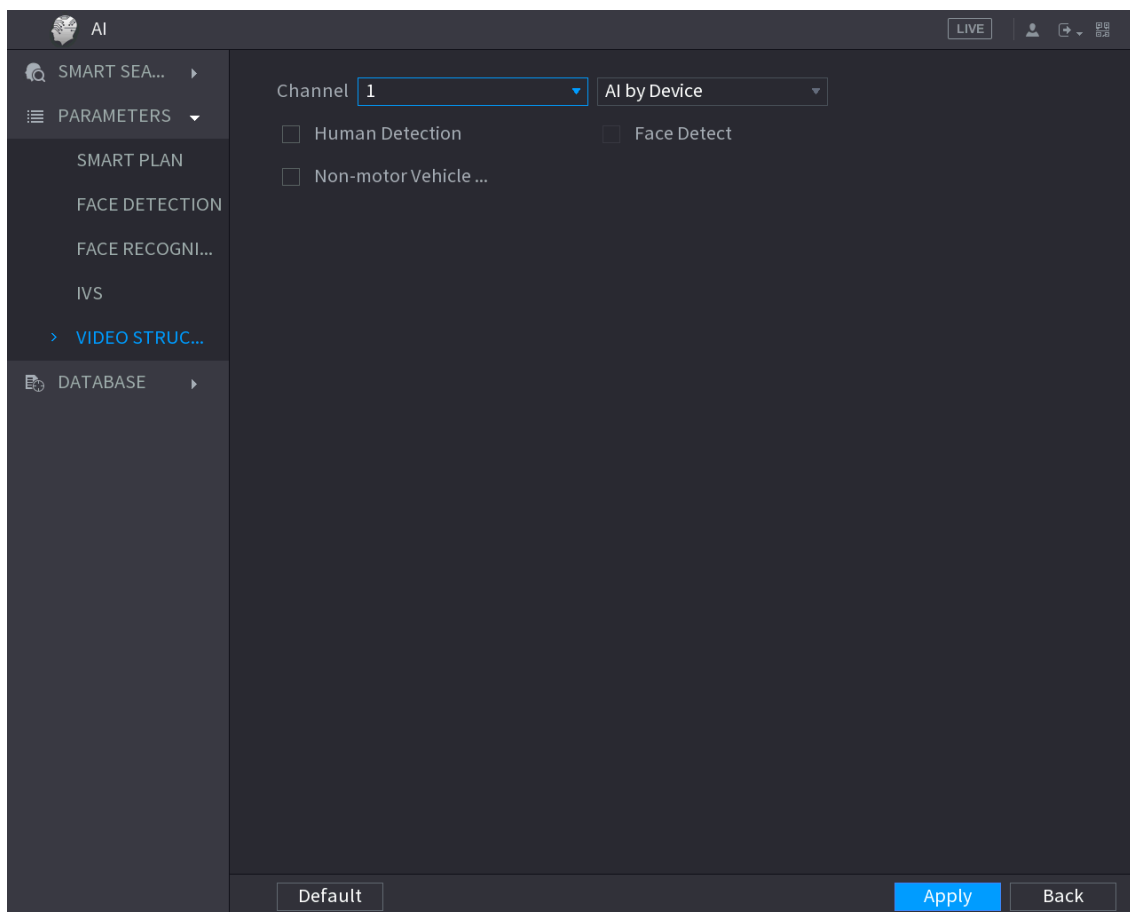 AI
LIVE
SMART SEA...
PARAMETERS
SMART PLAN
FACE DETECTION
FACE RECOGNI...
IVS
VIDEO STRUC...
DATABASE
Channel 1 AI by Device
Human Detection Face Detect
Non-motor Vehicle ...
Default Apply Back